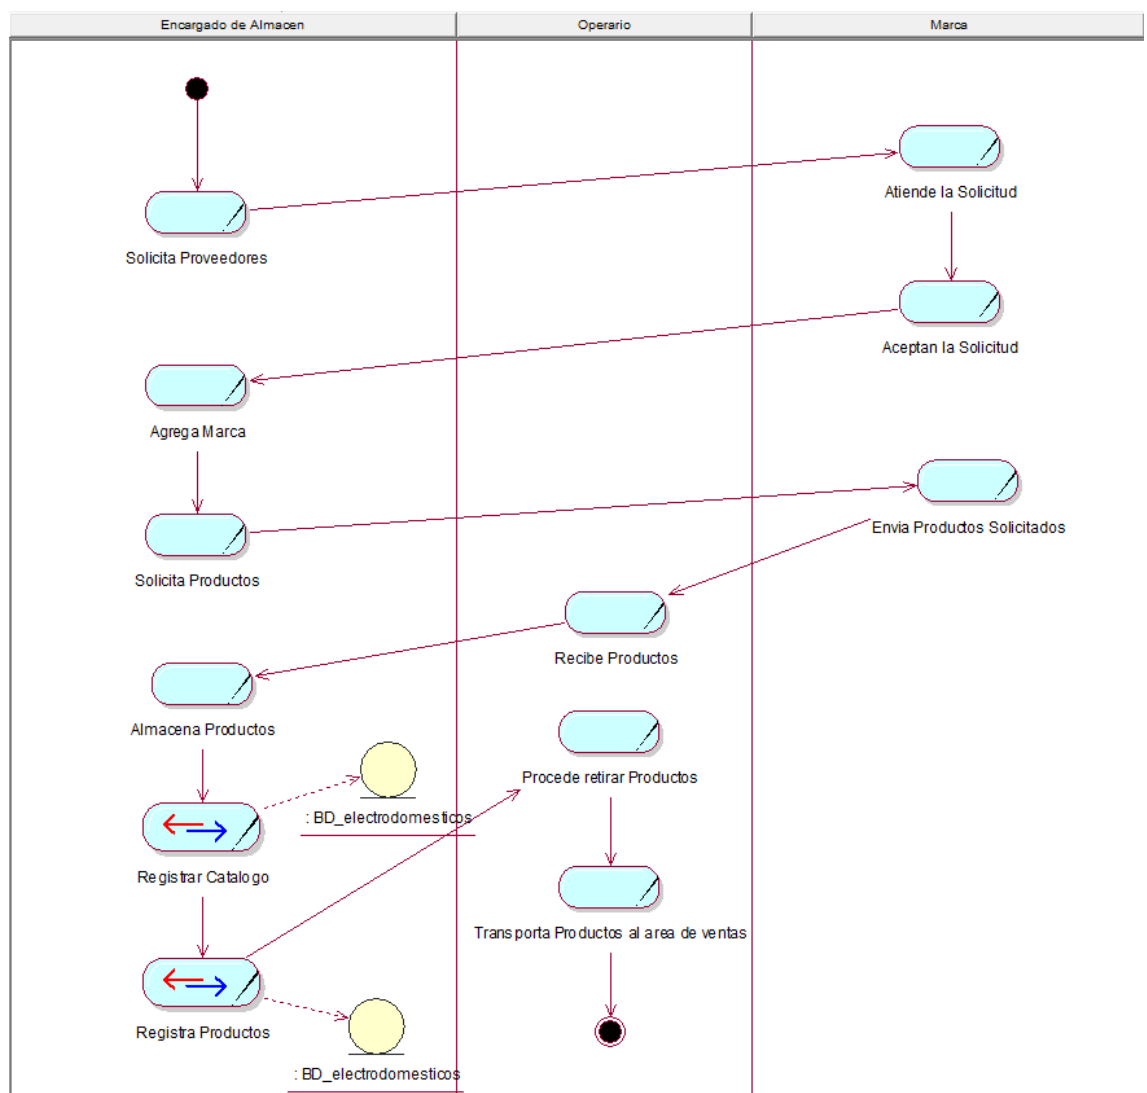 Encargado de Almacen
Operario
Marca
Atiende la Solicitud
Solicita Proveedores
Aceptan la Solicitud
Agrega Marca
Envia Productos Solicitados
Solicita Productos
Recibe Productos
Almacena Productos
Procede retirar Productos
: BD_electrodomesticos
Registrar Catalogo
Transporta Productos al area de ventas
Registra Productos
: BD_electrodomesticos